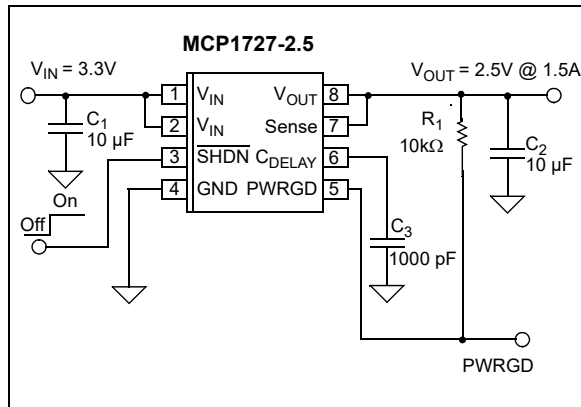 MCP1727-2.5
V_IN = 3.3V
V_OUT = 2.5V @ 1.5A
1 V_IN V_OUT 8
2 V_IN Sense 7
3 S̅H̅D̅N̅ C_DELAY 6
4 GND PWRGD 5
C_1
10 µF
R_1
10kΩ
C_2
10 µF
On
Off
C_3
1000 pF
PWRGD